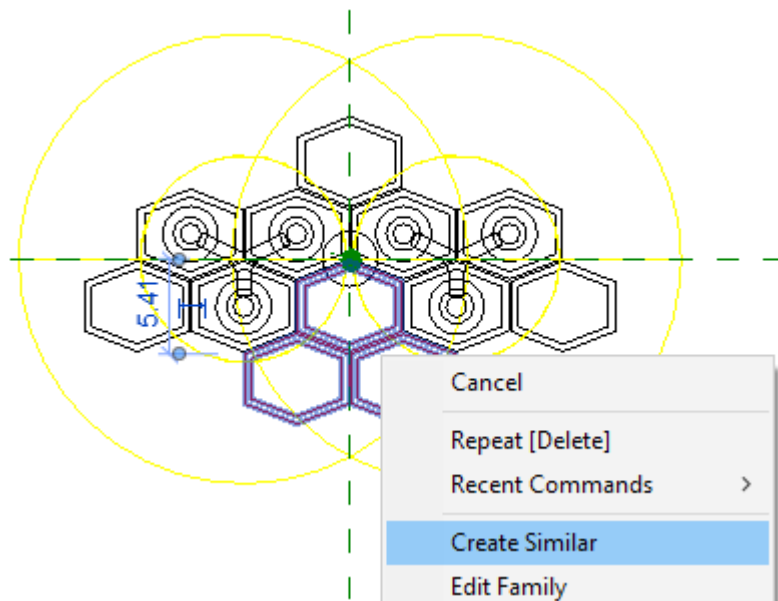 5.41
Cancel
Repeat [Delete]
Recent Commands
Create Similar
Edit Family